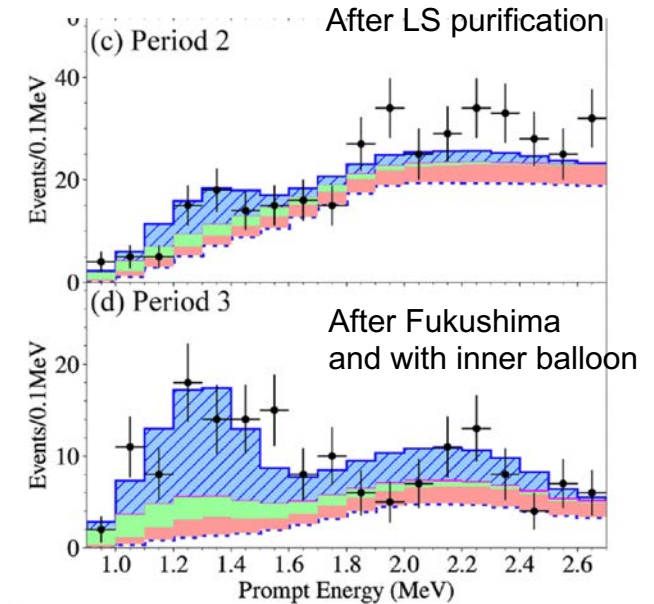 After LS purification
(c) Period 2
40
20
0
Events/0.1MeV
(d) Period 3
After Fukushima
and with inner balloon
20
10
0
Events/0.1MeV
1.0 1.2 1.4 1.6 1.8 2.0 2.2 2.4 2.6
Prompt Energy (MeV)